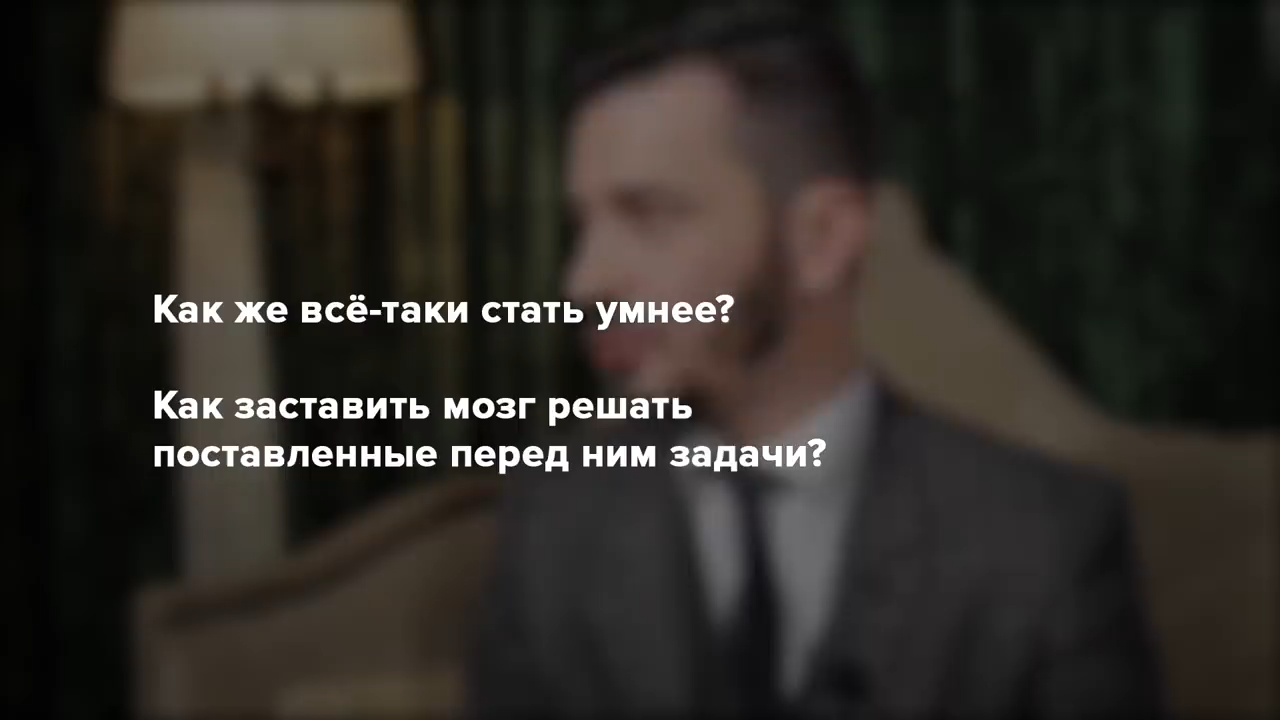 Как же всё-таки стать умнее?
Как заставить мозг решать
поставленные перед ним задачи?